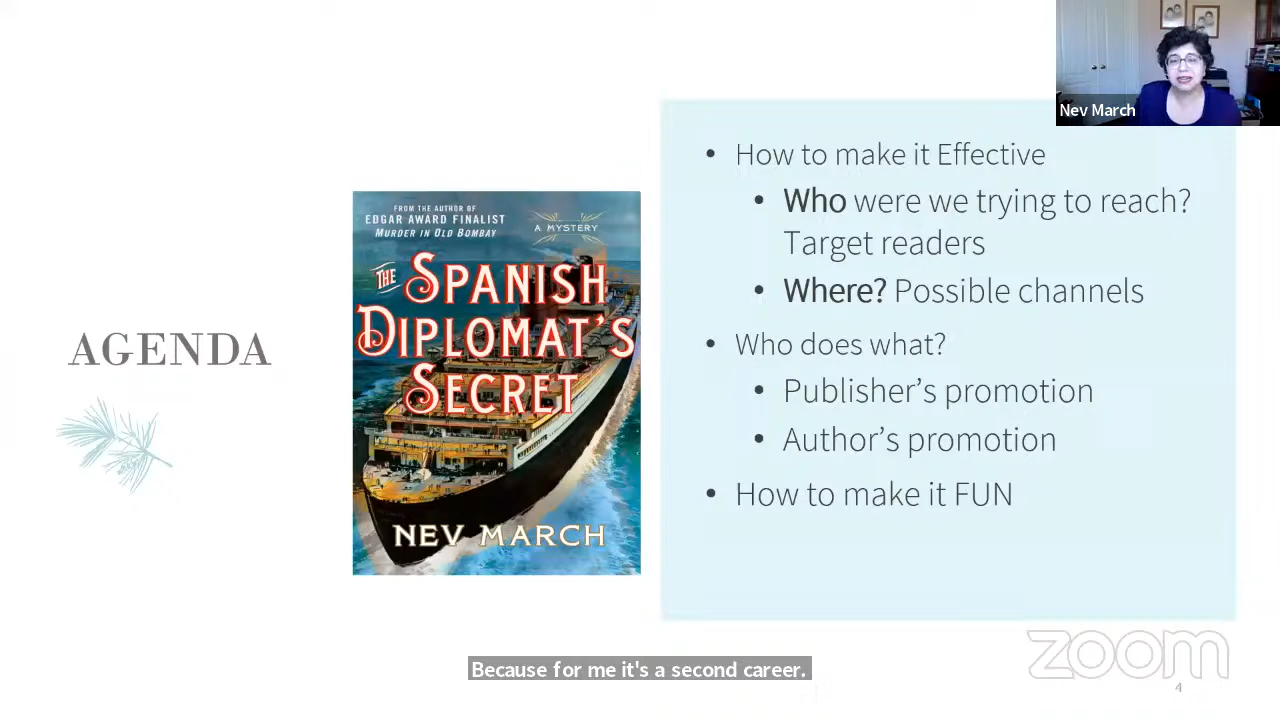 Nev March
• How to make it Effective
• Who were we trying to reach?
Target readers
• Where? Possible channels
• Who does what?
• Publisher’s promotion
• Author’s promotion
• How to make it FUN
AGENDA
FROM THE AUTHOR OF
EDGAR AWARD FINALIST
MURDER IN OLD BOMBAY
A MYSTERY
THE SPANISH
DIPLOMAT'S
SECRET
NEV MARCH
Because for me it's a second career.
zoom
4